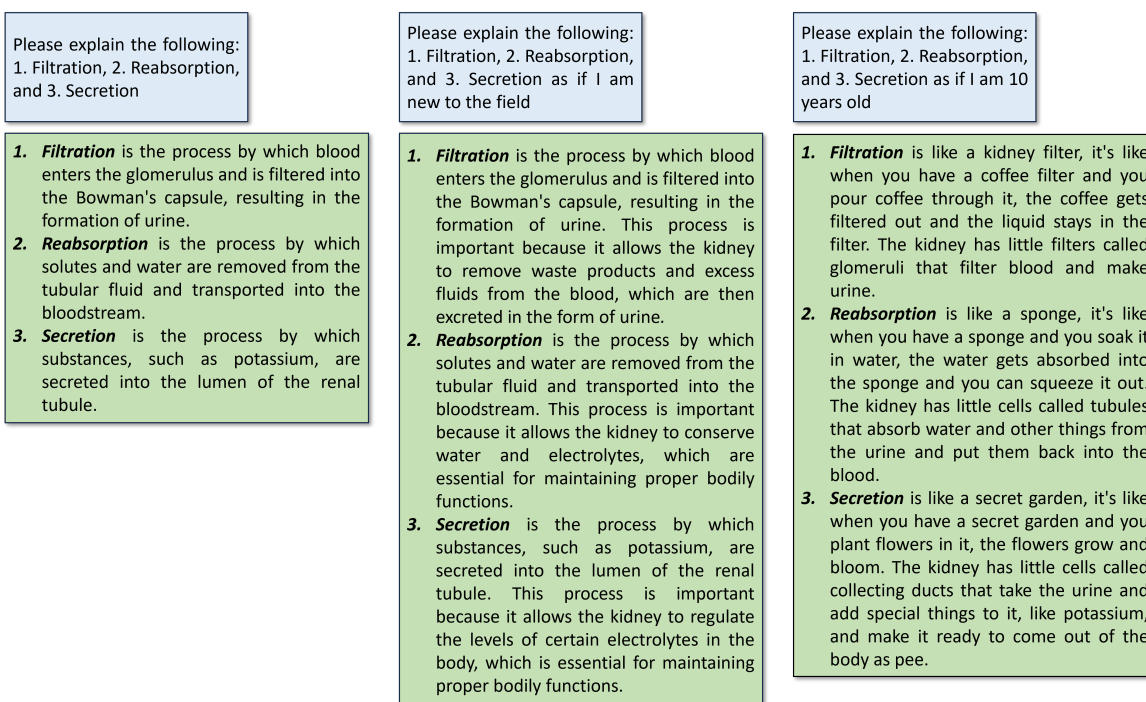 Please explain the following:
1. Filtration, 2. Reabsorption,
and 3. Secretion
1. Filtration is the process by which blood
enters the glomerulus and is filtered into
the Bowman's capsule, resulting in the
formation of urine.
2. Reabsorption is the process by which
solutes and water are removed from the
tubular fluid and transported into the
bloodstream.
3. Secretion is the process by which
substances, such as potassium, are
secreted into the lumen of the renal
tubule.
Please explain the following:
1. Filtration, 2. Reabsorption,
and 3. Secretion as if I am
new to the field
1. Filtration is the process by which blood
enters the glomerulus and is filtered into
the Bowman's capsule, resulting in the
formation of urine. This process is
important because it allows the kidney
to remove waste products and excess
fluids from the blood, which are then
excreted in the form of urine.
2. Reabsorption is the process by which
solutes and water are removed from the
tubular fluid and transported into the
bloodstream. This process is important
because it allows the kidney to conserve
water and electrolytes, which are
essential for maintaining proper bodily
functions.
3. Secretion is the process by which
substances, such as potassium, are
secreted into the lumen of the renal
tubule. This process is important
because it allows the kidney to regulate
the levels of certain electrolytes in the
body, which is essential for maintaining
proper bodily functions.
Please explain the following:
1. Filtration, 2. Reabsorption,
and 3. Secretion as if I am 10
years old
1. Filtration is like a kidney filter, it's like
when you have a coffee filter and you
pour coffee through it, the coffee gets
filtered out and the liquid stays in the
filter. The kidney has little filters called
glomeruli that filter blood and make
urine.
2. Reabsorption is like a sponge, it's like
when you have a sponge and you soak it
in water, the water gets absorbed into
the sponge and you can squeeze it out.
The kidney has little cells called tubules
that absorb water and other things from
the urine and put them back into the
blood.
3. Secretion is like a secret garden, it's like
when you have a secret garden and you
plant flowers in it, the flowers grow and
bloom. The kidney has little cells called
collecting ducts that take the urine and
add special things to it, like potassium,
and make it ready to come out of the
body as pee.